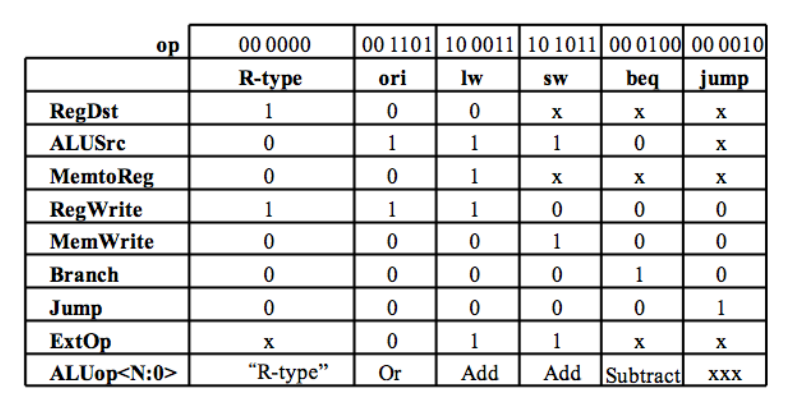 op 00 0000 00 1101 10 0011 10 1011 00 0100 00 0010
R-type ori lw sw beq jump
RegDst 1 0 0 x x x
ALUSrc 0 1 1 1 0 x
MemtoReg 0 0 1 x x x
RegWrite 1 1 1 0 0 0
MemWrite 0 0 0 1 0 0
Branch 0 0 0 0 1 0
Jump 0 0 0 0 0 1
ExtOp x 0 1 1 x x
ALUop<N:0> “R-type” Or Add Add Subtract xxx